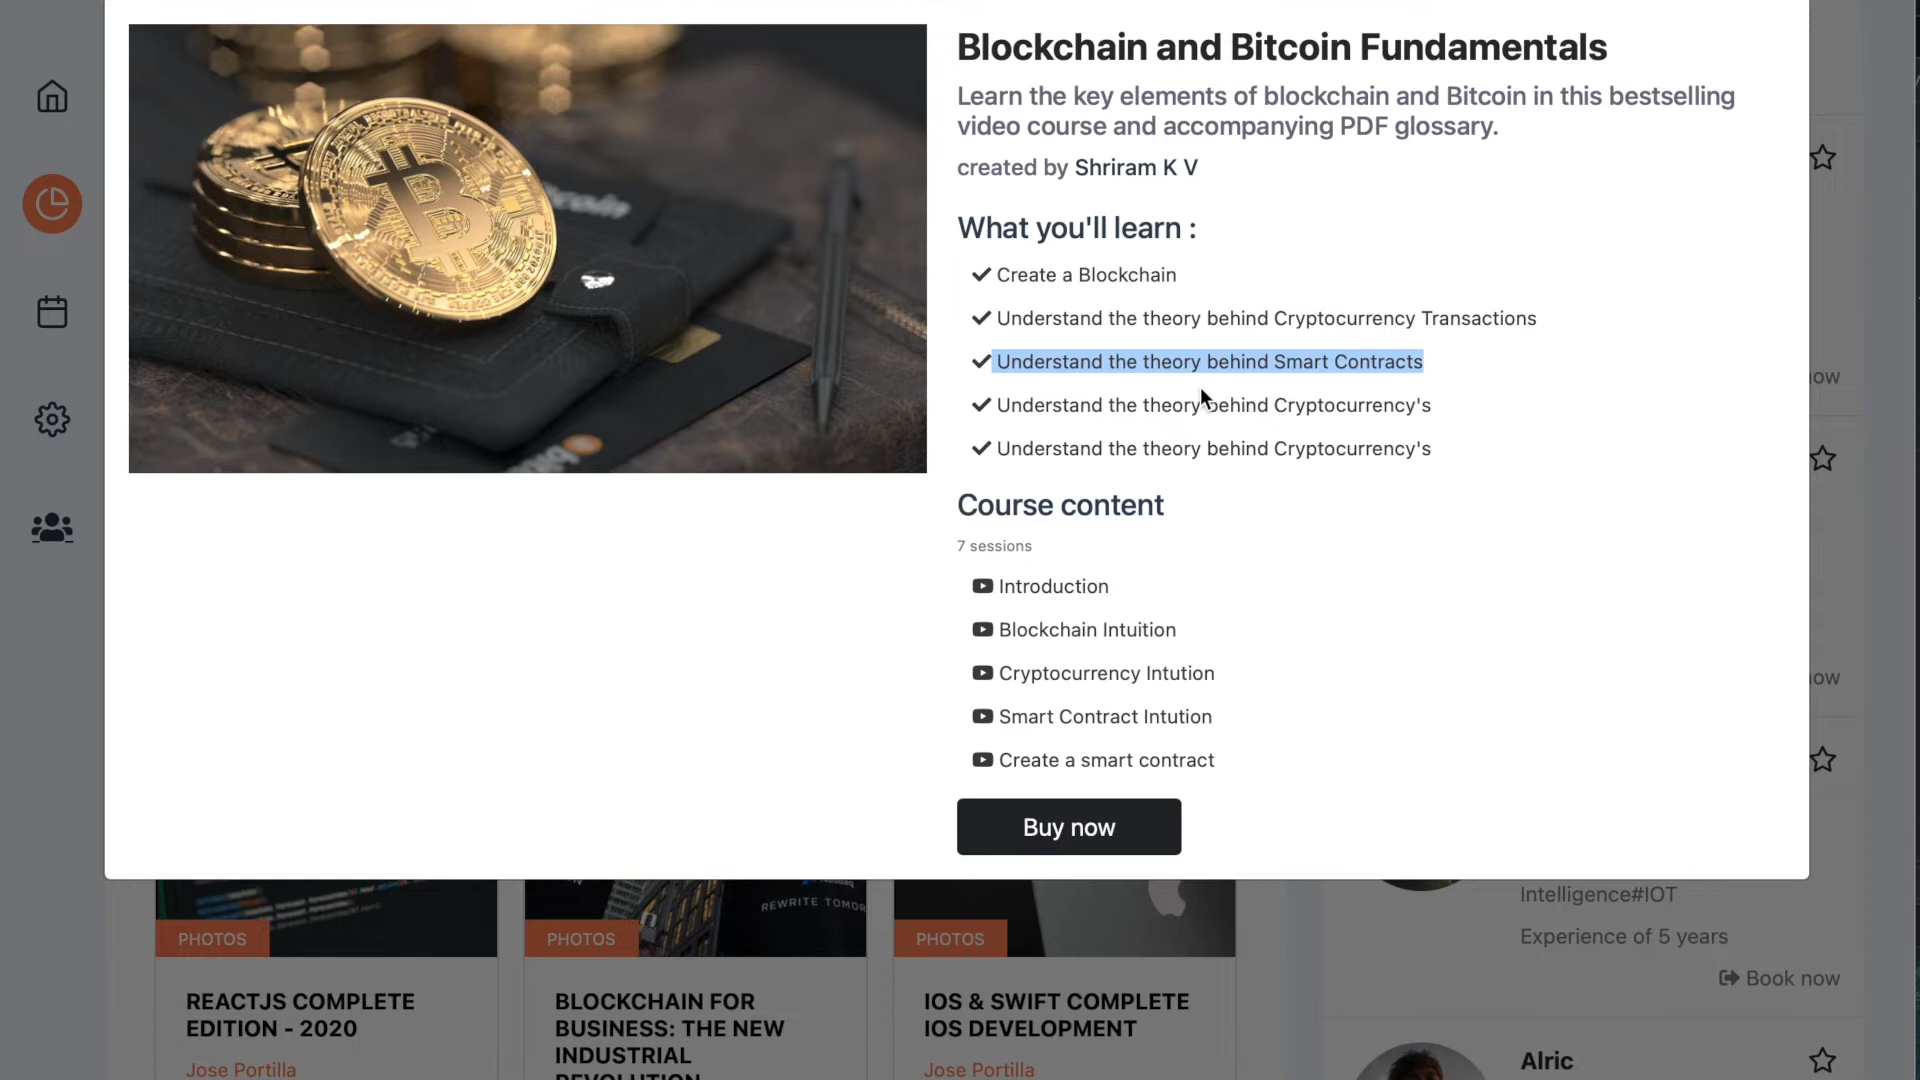 Blockchain and Bitcoin Fundamentals
Learn the key elements of blockchain and Bitcoin in this bestselling
video course and accompanying PDF glossary.
created by Shriram K V
What you'll learn :
Create a Blockchain
Understand the theory behind Cryptocurrency Transactions
Understand the theory behind Smart Contracts
Understand the theory behind Cryptocurrency's
Understand the theory behind Cryptocurrency's
Course content
7 sessions
Introduction
Blockchain Intuition
Cryptocurrency Intution
Smart Contract Intution
Create a smart contract
Buy now
now
now
Intelligence#IOT
Experience of 5 years
Book now
Alric
REWRITE TOMOR
PHOTOS
PHOTOS
PHOTOS
REACTJS COMPLETE
EDITION - 2020
Jose Portilla
BLOCKCHAIN FOR
BUSINESS: THE NEW
INDUSTRIAL
REVOLUTION
IOS & SWIFT COMPLETE
IOS DEVELOPMENT
Jose Portilla